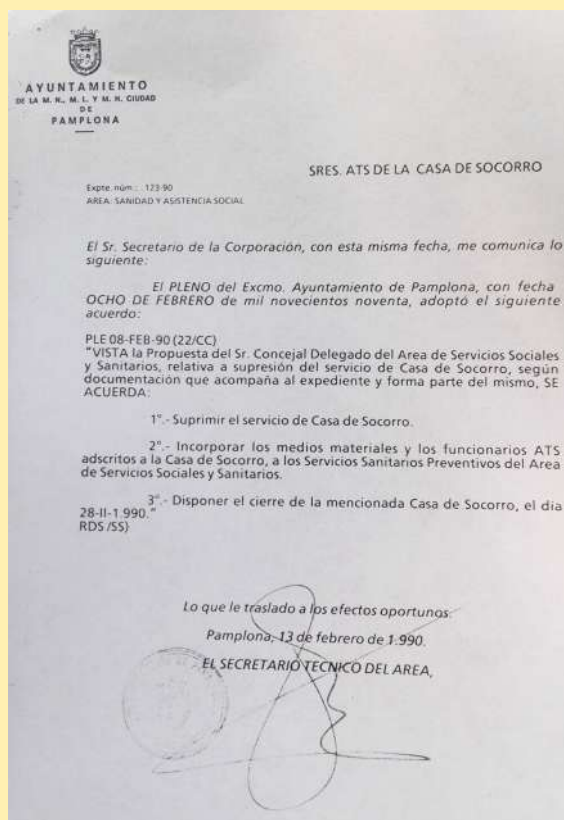 AYUNTAMIENTO
DE LA M. N., M. L. Y M. H. CIUDAD
DE
PAMPLONA
SRES. ATS DE LA CASA DE SOCORRO
Expte. núm.: . 123-90
AREA: SANIDAD Y ASISTENCIA SOCIAL
El Sr. Secretario de la Corporación, con esta misma fecha, me comunica lo
siguiente:
El PLENO del Excmo. Ayuntamiento de Pamplona, con fecha
OCHO DE FEBRERO de mil novecientos noventa, adoptó el siguiente
acuerdo:
PLE 08-FEB-90 (22/CC)
"VISTA la Propuesta del Sr. Concejal Delegado del Area de Servicios Sociales
y Sanitarios, relativa a supresión del servicio de Casa de Socorro, según
documentación que acompaña al expediente y forma parte del mismo, SE
ACUERDA:
1º.- Suprimir el servicio de Casa de Socorro.
2º.- Incorporar los medios materiales y los funcionarios ATS
adscritos a la Casa de Socorro, a los Servicios Sanitarios Preventivos del Area
de Servicios Sociales y Sanitarios.
3º.- Disponer el cierre de la mencionada Casa de Socorro, el dia
28-II-1.990."
RDS /SS)
Lo que le traslado a los efectos oportunos.
Pamplona, 13 de febrero de 1.990.
EL SECRETARIO TECNICO DEL AREA,